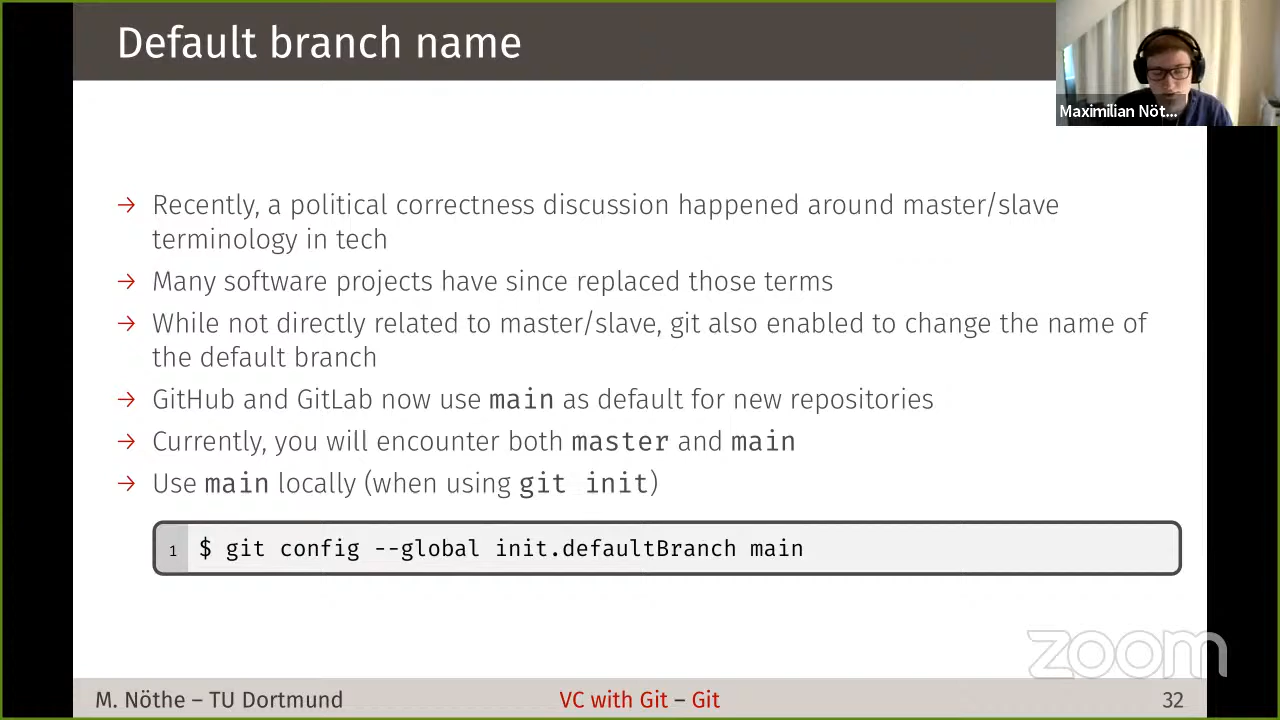 Default branch name
Maximilian Nöt...
→ Recently, a political correctness discussion happened around master/slave
terminology in tech
→ Many software projects have since replaced those terms
→ While not directly related to master/slave, git also enabled to change the name of
the default branch
→ GitHub and GitLab now use main as default for new repositories
→ Currently, you will encounter both master and main
→ Use main locally (when using git init)
1 $ git config --global init.defaultBranch main
zoom
M. Nöthe – TU Dortmund VC with Git – Git 32